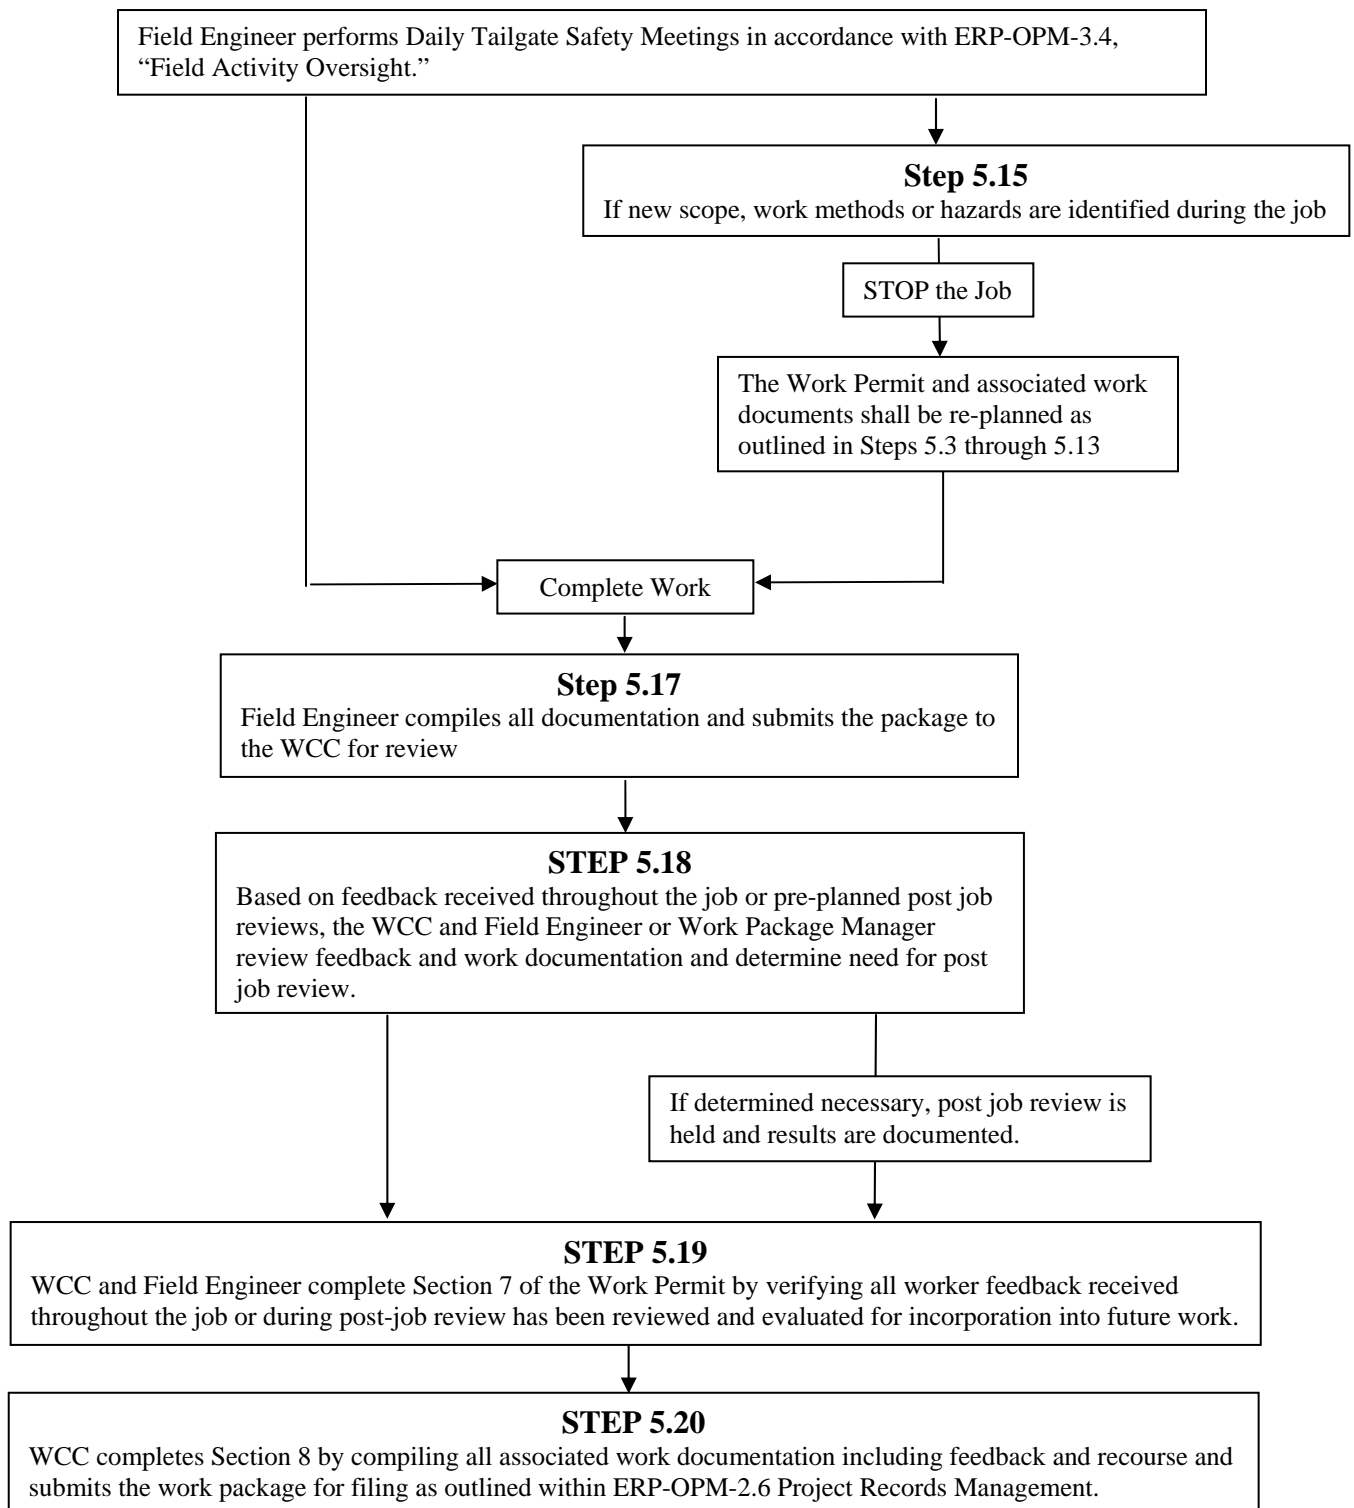 Field Engineer performs Daily Tailgate Safety Meetings in accordance with ERP-OPM-3.4,
“Field Activity Oversight.”
Step 5.15
If new scope, work methods or hazards are identified during the job
STOP the Job
The Work Permit and associated work
documents shall be re-planned as
outlined in Steps 5.3 through 5.13
Complete Work
Step 5.17
Field Engineer compiles all documentation and submits the package to
the WCC for review
STEP 5.18
Based on feedback received throughout the job or pre-planned post job
reviews, the WCC and Field Engineer or Work Package Manager
review feedback and work documentation and determine need for post
job review.
If determined necessary, post job review is
held and results are documented.
STEP 5.19
WCC and Field Engineer complete Section 7 of the Work Permit by verifying all worker feedback received
throughout the job or during post-job review has been reviewed and evaluated for incorporation into future work.
STEP 5.20
WCC completes Section 8 by compiling all associated work documentation including feedback and recourse and
submits the work package for filing as outlined within ERP-OPM-2.6 Project Records Management.